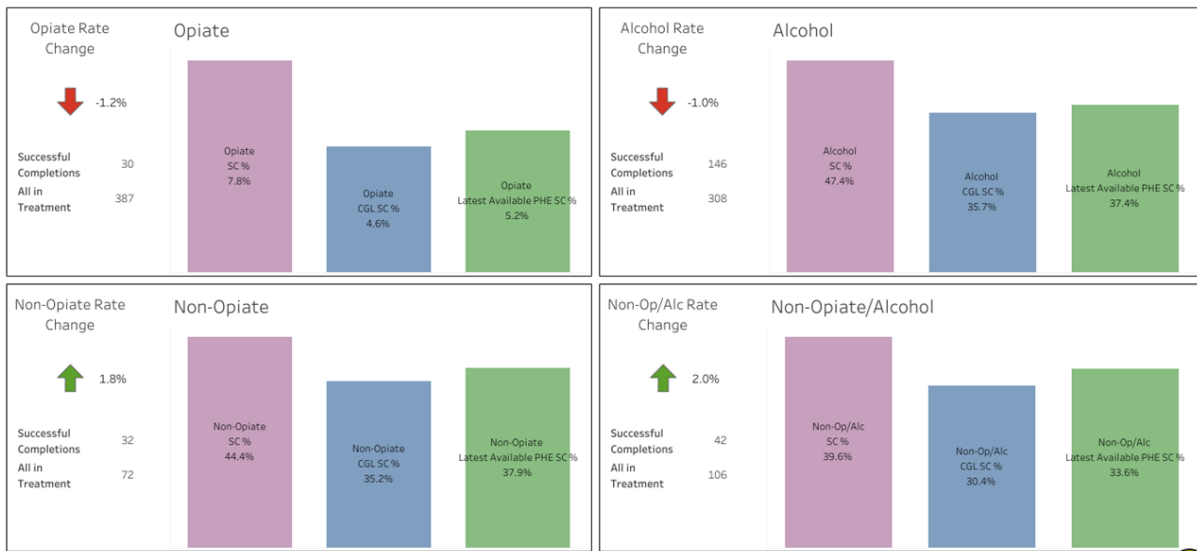 Opiate Rate
Change
-1.2%
Successful
Completions
30
All in
Treatment
387
Opiate
Opiate
SC %
7.8%
Opiate
CGL SC %
4.6%
Opiate
Latest Available PHE SC %
5.2%
Alcohol Rate
Change
-1.0%
Successful
Completions
146
All in
Treatment
308
Alcohol
Alcohol
SC %
47.4%
Alcohol
CGL SC %
35.7%
Alcohol
Latest Available PHE SC %
37.4%
Non-Opiate Rate
Change
1.8%
Successful
Completions
32
All in
Treatment
72
Non-Opiate
Non-Opiate
SC %
44.4%
Non-Opiate
CGL SC %
35.2%
Non-Opiate
Latest Available PHE SC %
37.9%
Non-Op/Alc Rate
Change
2.0%
Successful
Completions
42
All in
Treatment
106
Non-Opiate/Alcohol
Non-Op/Alc
SC %
39.6%
Non-Op/Alc
CGL SC %
30.4%
Non-Op/Alc
Latest Available PHE SC %
33.6%